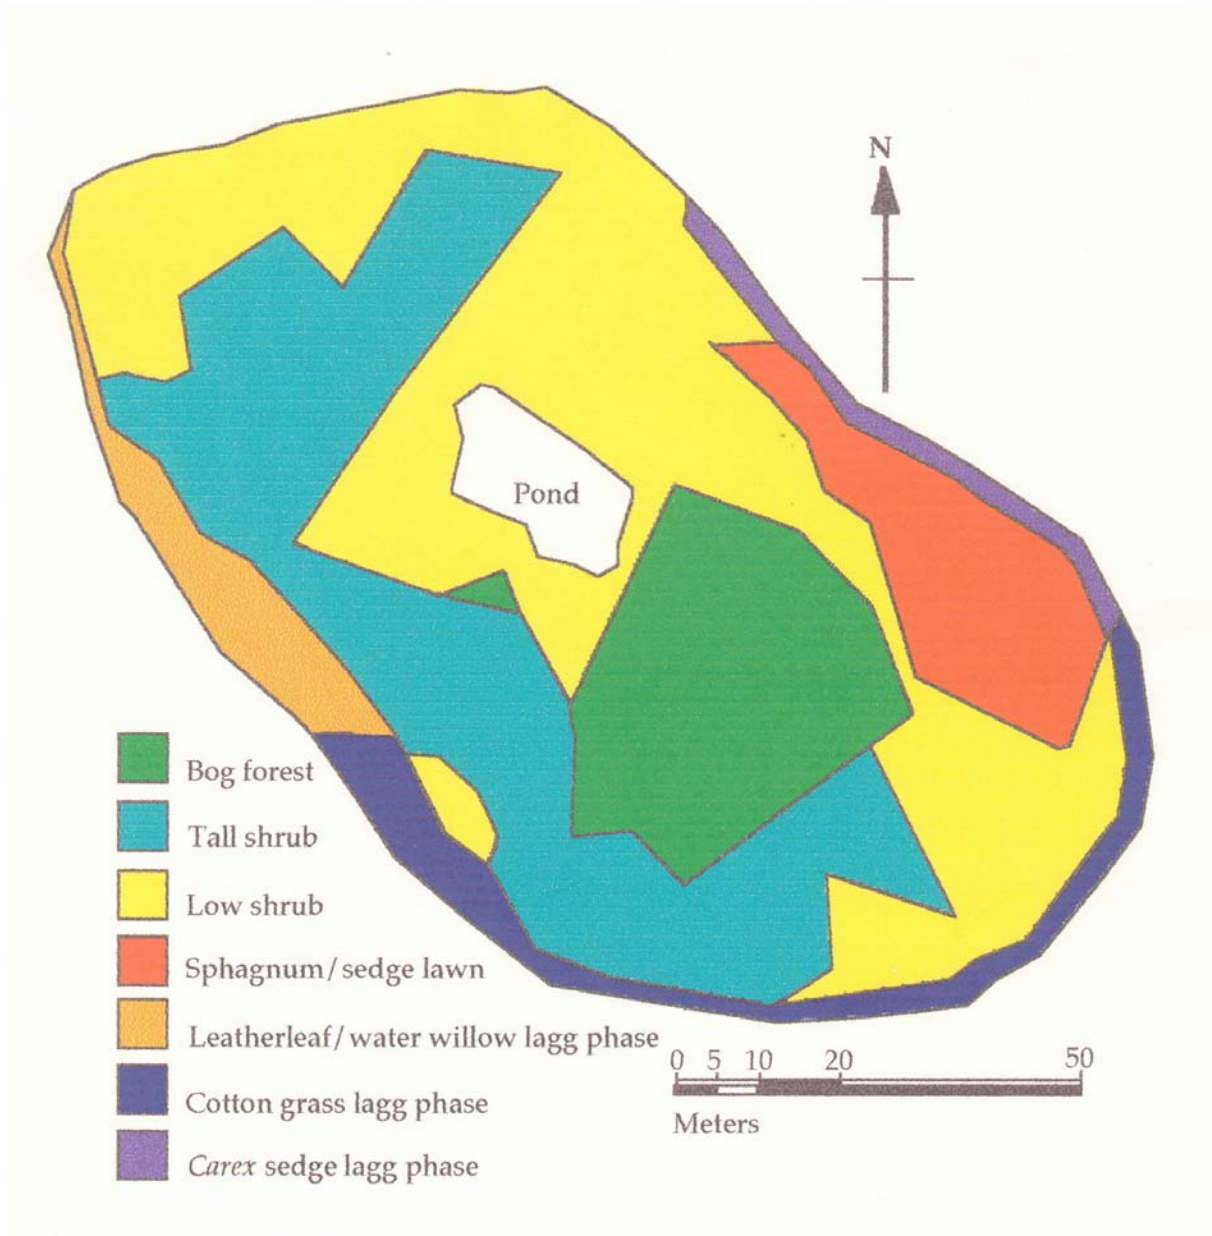 N
Pond
Bog forest
Tall shrub
Low shrub
Sphagnum/sedge lawn
Leatherleaf/water willow lagg phase
Cotton grass lagg phase
Carex sedge lagg phase
0 5 10 20 50
Meters